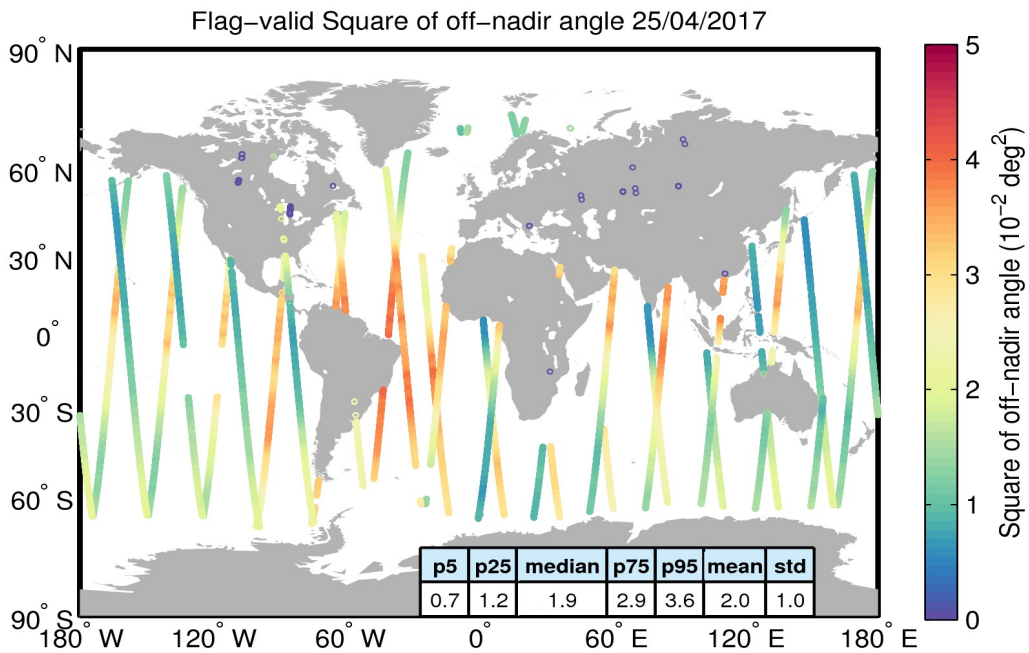 Flag−valid Square of off−nadir angle 25/04/2017
90° N
60° N
30° N
0°
30° S
60° S
90° S
180° W
120° W
60° W
0°
60° E
120° E
180° E
p5 p25 median p75 p95 mean std
0.7 1.2 1.9 2.9 3.6 2.0 1.0
5
4
3
2
1
0
Square of off−nadir angle (10⁻² deg²)